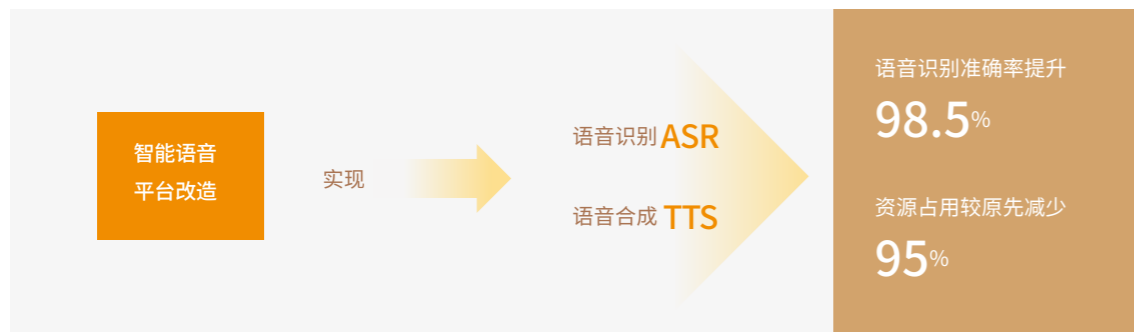 智能语音
平台改造
实现
语音识别 ASR
语音合成 TTS
语音识别准确率提升
98.5%
资源占用较原先减少
95%